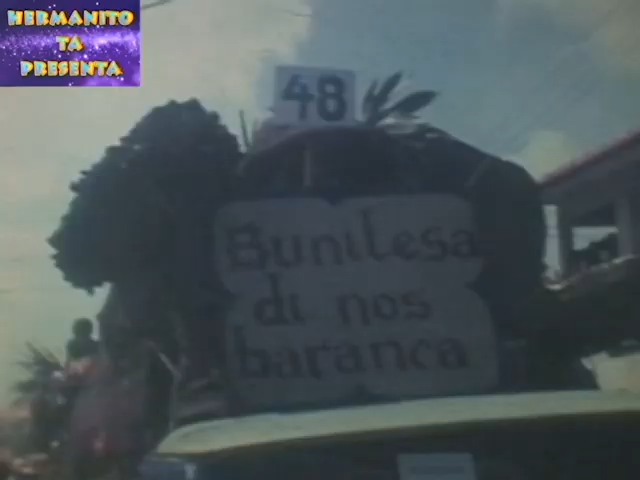 HERMANITO
TA
PRESENTA
48
Bunitesa
di nos
baranca